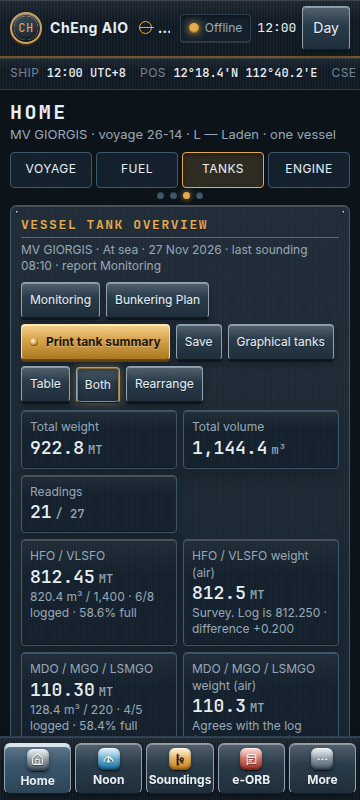 CH ChEng AIO ... Offline 12:00 Day
SHIP 12:00 UTC+8 POS 12°18.4'N 112°40.2'E CSE
HOME
MV GIORGIS · voyage 26-14 · L — Laden · one vessel
VOYAGE FUEL TANKS ENGINE
VESSEL TANK OVERVIEW
MV GIORGIS · At sea · 27 Nov 2026 · last sounding
08:10 · report Monitoring
Monitoring Bunkering Plan
Print tank summary Save Graphical tanks
Table Both Rearrange
Total weight Total volume
922.8 MT 1,144.4 m³
Readings
21 / 27
HFO / VLSFO
812.45 MT
820.4 m³ / 1,400 · 6/8
logged · 58.6% full
HFO / VLSFO weight
(air)
812.5 MT
Survey. Log is 812.250 ·
difference +0.200
MDO / MGO / LSMGO
110.30 MT
128.4 m³ / 220 · 4/5
logged · 58.4% full
MDO / MGO / LSMGO
weight (air)
110.3 MT
Agrees with the log
Home Noon Soundings e-ORB More